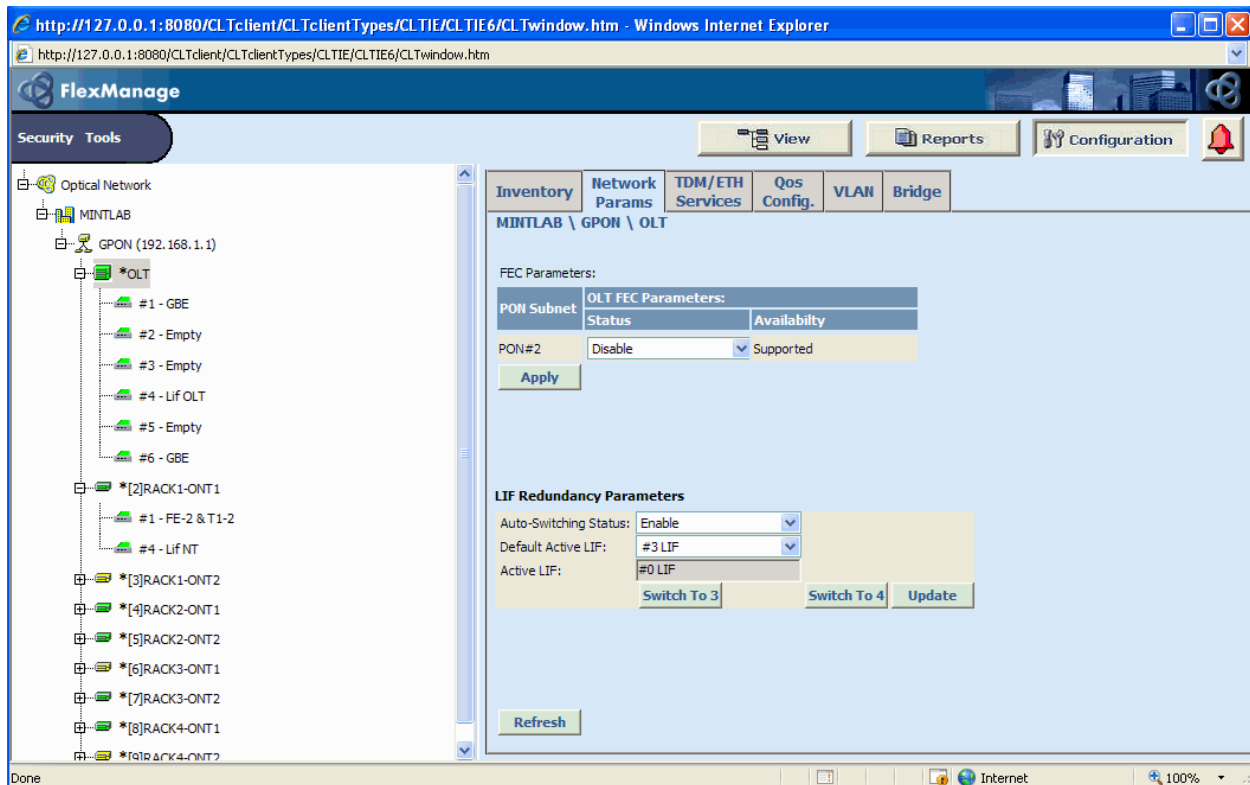 http://127.0.0.1:8080/CLTclient/CLTclientTypes/CLTIE/CLTIE6/CLTwindow.htm - Windows Internet Explorer
http://127.0.0.1:8080/CLTclient/CLTclientTypes/CLTIE/CLTIE6/CLTwindow.htm
FlexManage
Security Tools
View
Reports
Configuration
Optical Network
MINTLAB
GPON (192.168.1.1)
*OLT
#1 - GBE
#2 - Empty
#3 - Empty
#4 - Lif OLT
#5 - Empty
#6 - GBE
*[2]RACK1-ONT1
#1 - FE-2 & T1-2
#4 - Lif NT
*[3]RACK1-ONT2
*[4]RACK2-ONT1
*[5]RACK2-ONT2
*[6]RACK3-ONT1
*[7]RACK3-ONT2
*[8]RACK4-ONT1
*[9]RACK4-ONT2
Inventory
Network Params
TDM/ETH Services
Qos Config.
VLAN
Bridge
MINTLAB \ GPON \ OLT
FEC Parameters:
PON Subnet
OLT FEC Parameters:
Status
Availabilty
PON#2
Disable
Supported
Apply
LIF Redundancy Parameters
Auto-Switching Status: Enable
Default Active LIF: #3 LIF
Active LIF: #0 LIF
Switch To 3
Switch To 4
Update
Refresh
Done
Internet
100%